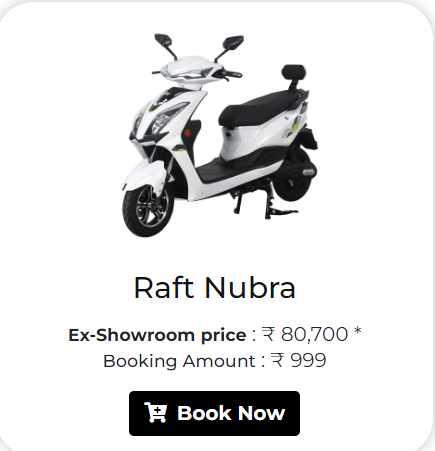 Raft Nubra
Ex-Showroom price : ₹ 80,700 *
Booking Amount : ₹ 999
Book Now